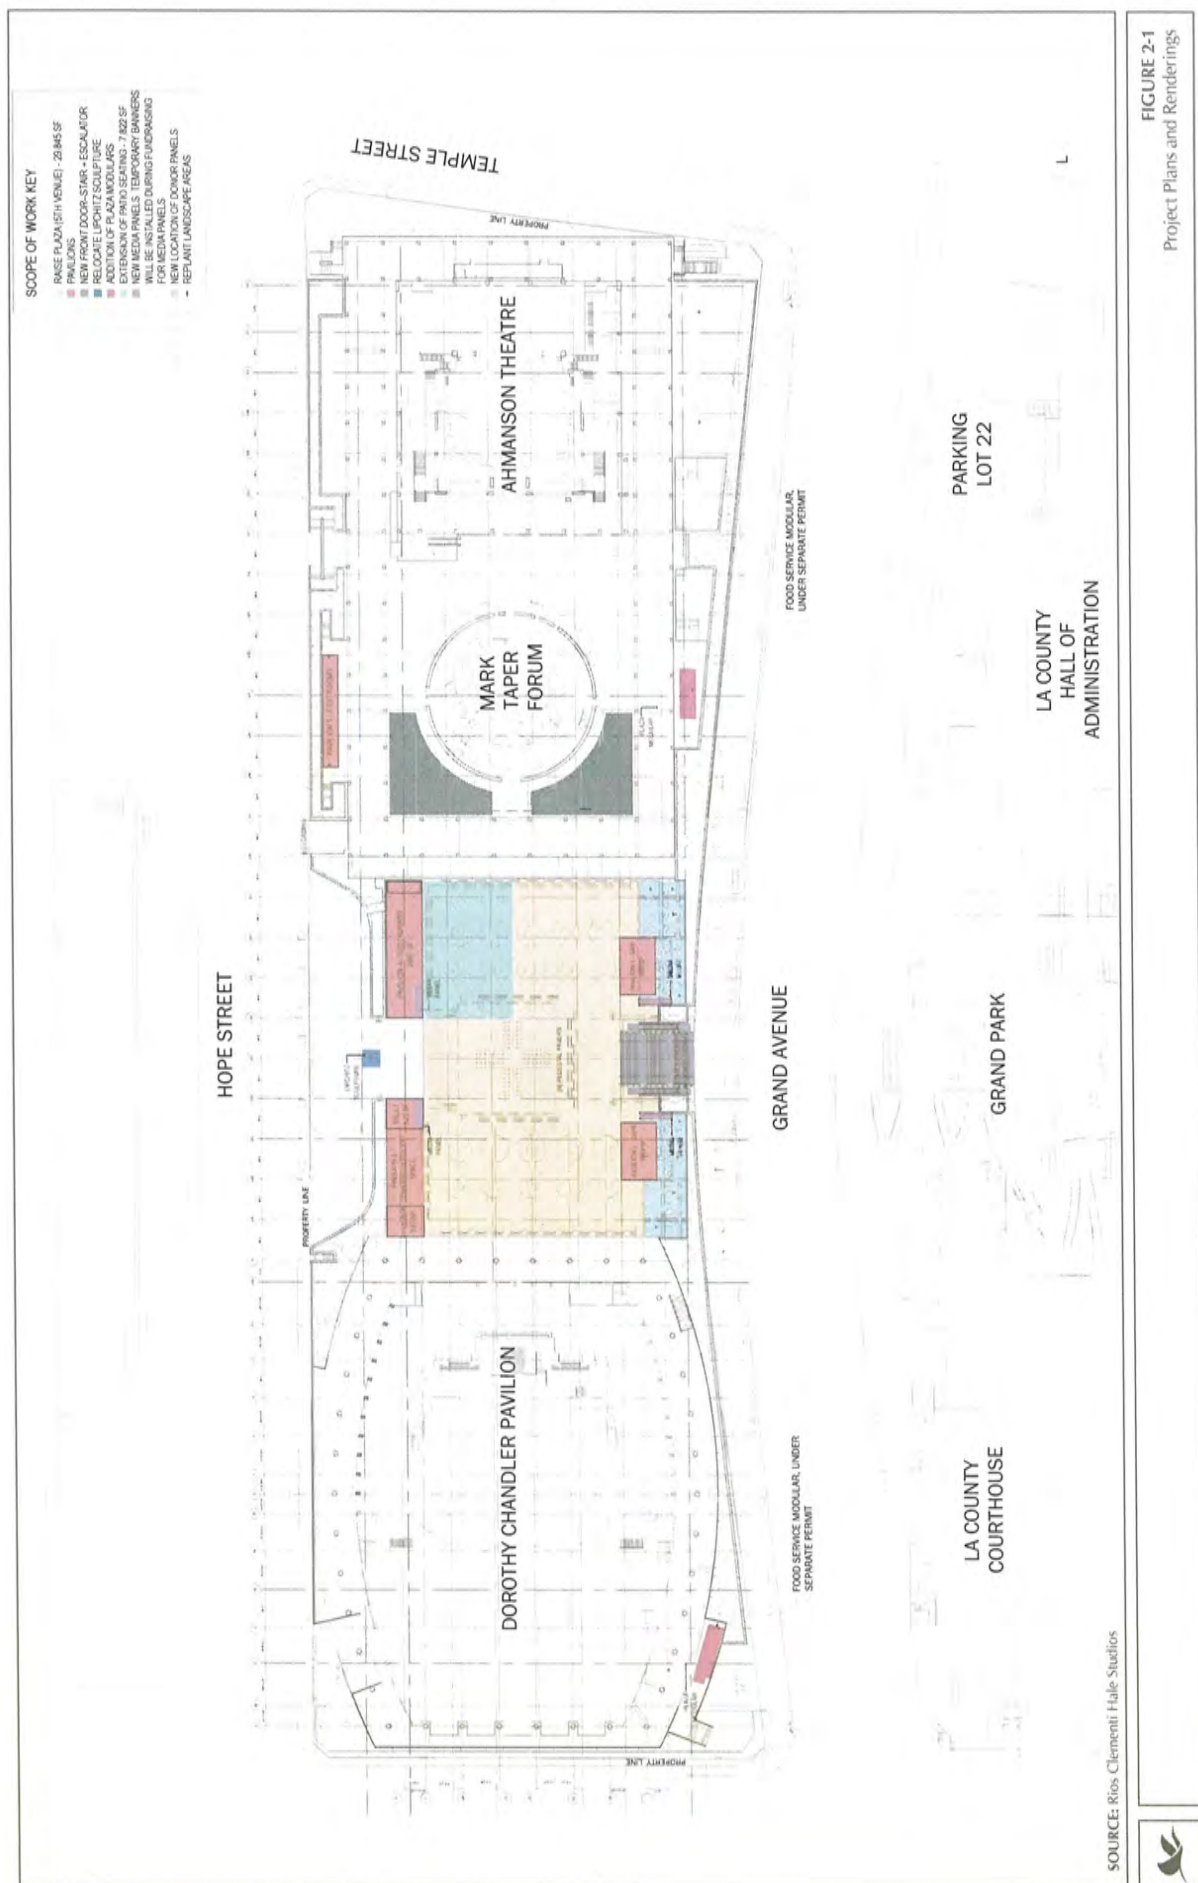 FIGURE 2-1
Project Plans and Renderings
SCOPE OF WORK KEY
RAISE PLAZA (5TH VENUE) - 29,845 SF
PAVILIONS
NEW FRONT DOOR-STAIR + ESCALATOR
RELOCATE LIPCHITZ SCULPTURE
ADDITION OF PLAZA MODULARS
EXTENSION OF PATIO SEATING - 7,822 SF
NEW MEDIA PANELS. TEMPORARY BANNERS
WILL BE INSTALLED DURING FUNDRAISING
FOR MEDIA PANELS
NEW LOCATION OF DONOR PANELS
REPLANT LANDSCAPE AREAS
TEMPLE STREET
PROPERTY LINE
HOPE STREET
PROPERTY LINE
LIPCHITZ
SCULPTURE
DOROTHY CHANDLER PAVILION
MARK
TAPER
FORUM
AHMANSON THEATRE
PLAZA
MODULAR
PROPERTY LINE
FOOD SERVICE MODULAR, UNDER
SEPARATE PERMIT
GRAND AVENUE
FOOD SERVICE MODULAR,
UNDER SEPARATE PERMIT
LA COUNTY
COURTHOUSE
GRAND PARK
LA COUNTY
HALL OF
ADMINISTRATION
PARKING
LOT 22
L
SOURCE: Rios Clementi Hale Studios